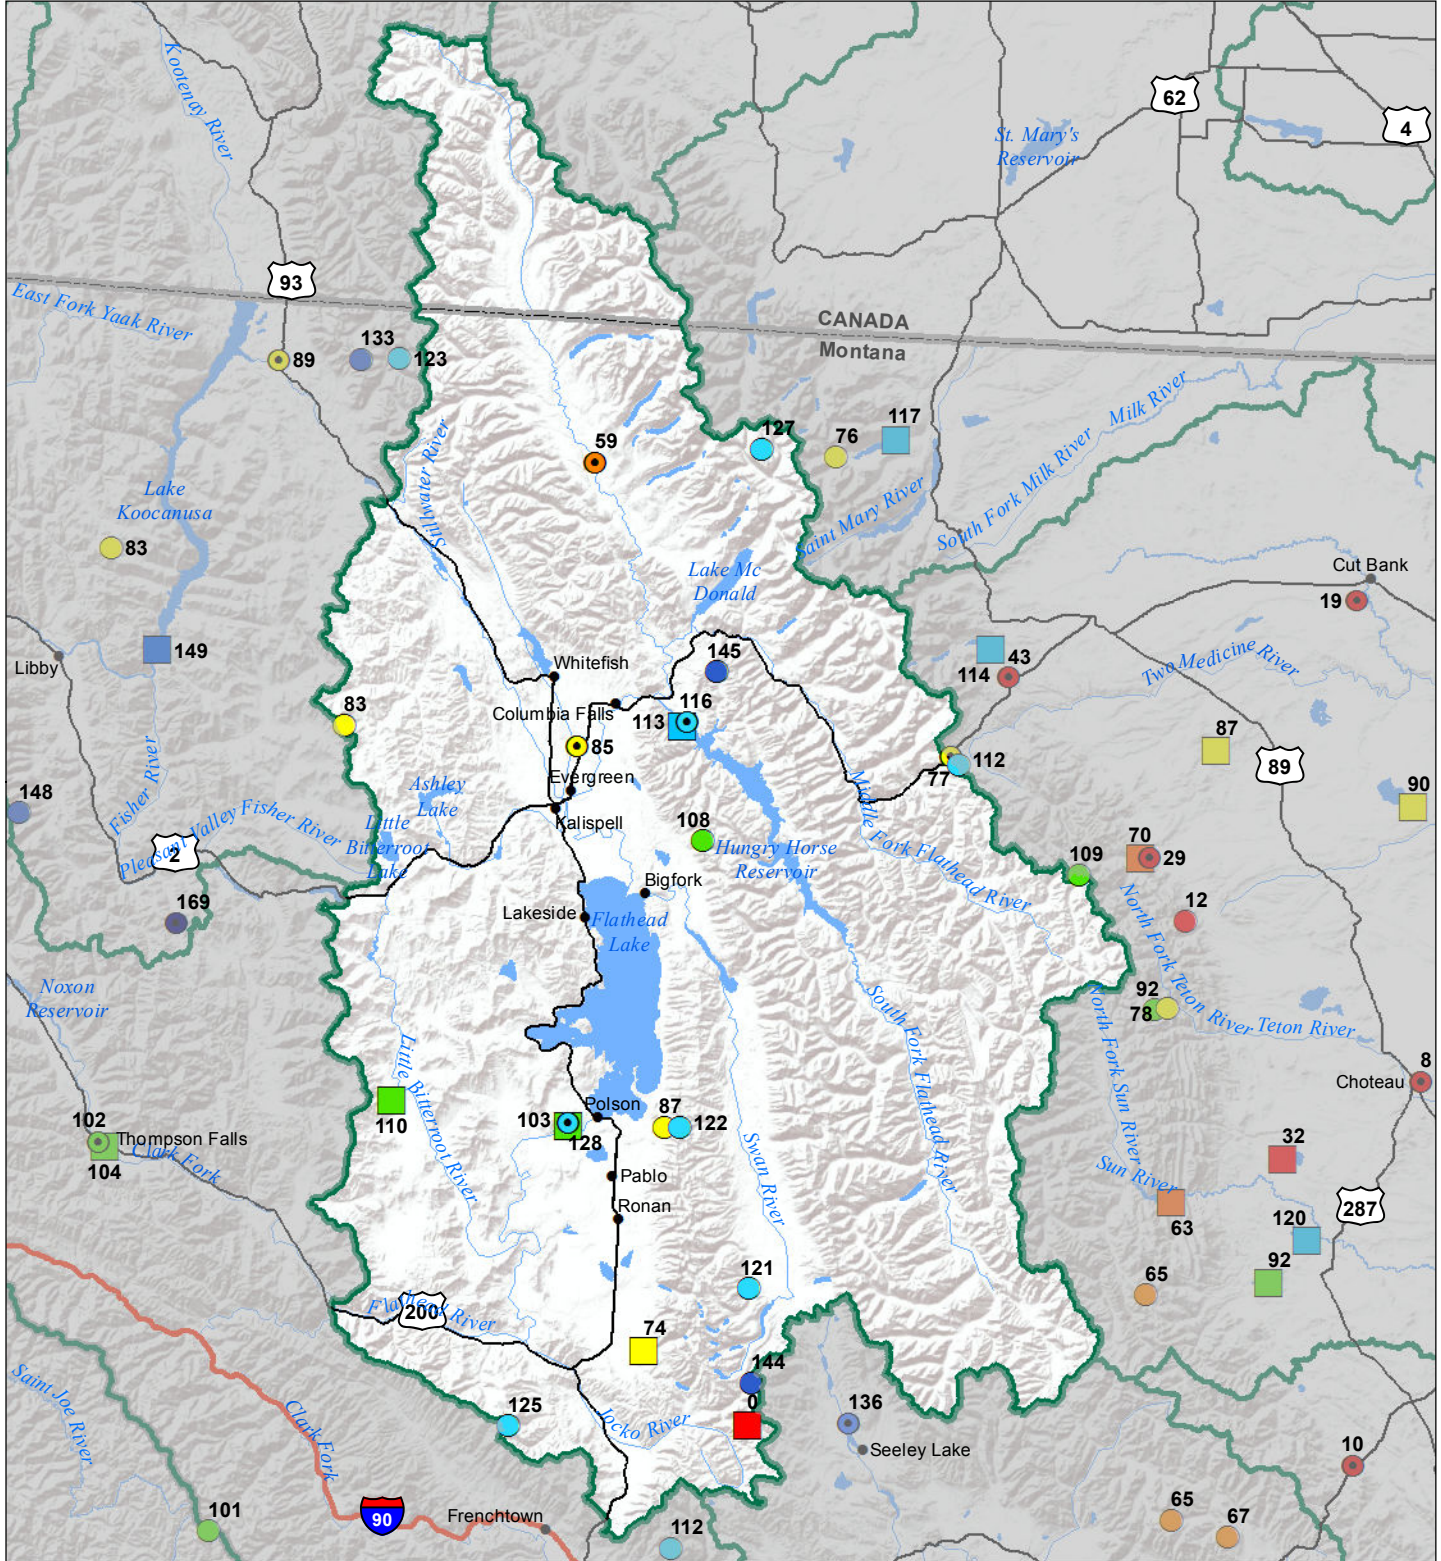 Kootenay River
62
4
St. Mary's
Reservoir
93
East Fork Yaak River
CANADA
Montana
133
89
123
Stillwater River
59
127
76
117
Milk River
South Fork Milk River
Saint Mary River
Lake
Koocanusa
83
Lake Mc
Donald
Cut Bank
19
149
Libby
Whitefish
145
43
114
Two Medicine River
83
Columbia Falls
113
116
85
87
89
112
77
Evergreen
Ashley
Lake
Fisher River
148
Pleasant Valley Fisher River
2
Little
Bitterroot
Lake
Kalispell
90
108
Hungry Horse
Reservoir
Middle Fork Flathead River
70
29
109
Bigfork
169
Lakeside
Flathead
Lake
12
North Fork Teton River
Teton River
Noxon
Reservoir
92
78
South Fork Flathead River
North Fork Sun River
8
Choteau
Little Bitterroot River
110
102
Thompson Falls
104
Clark Fork
Polson
103
128
87
122
Swan River
32
Sun River
Pablo
Ronan
63
287
120
92
121
65
Flathead River
200
74
144
0
Saint Joe River
Clark Fork
125
Jocko River
136
Seeley Lake
10
101
90
Frenchtown
112
65
67